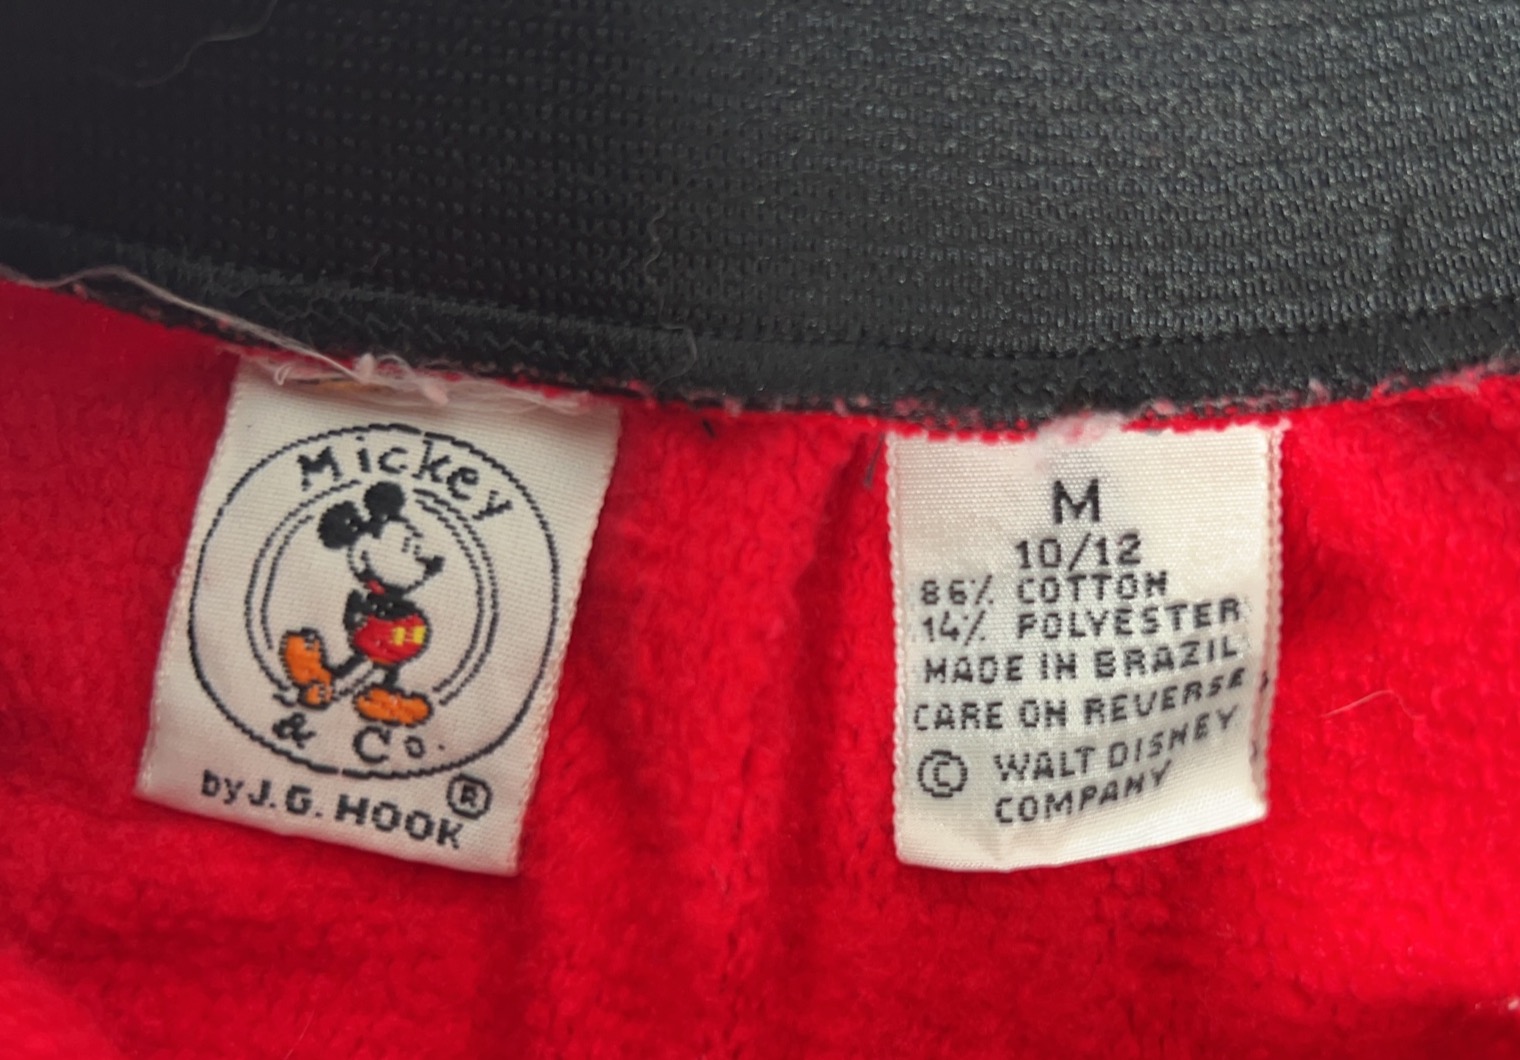 Mickey
& Co.
by J.G. HOOK ®
M
10/12
86% COTTON
14% POLYESTER
MADE IN BRAZIL
CARE ON REVERSE
© WALT DISNEY
COMPANY